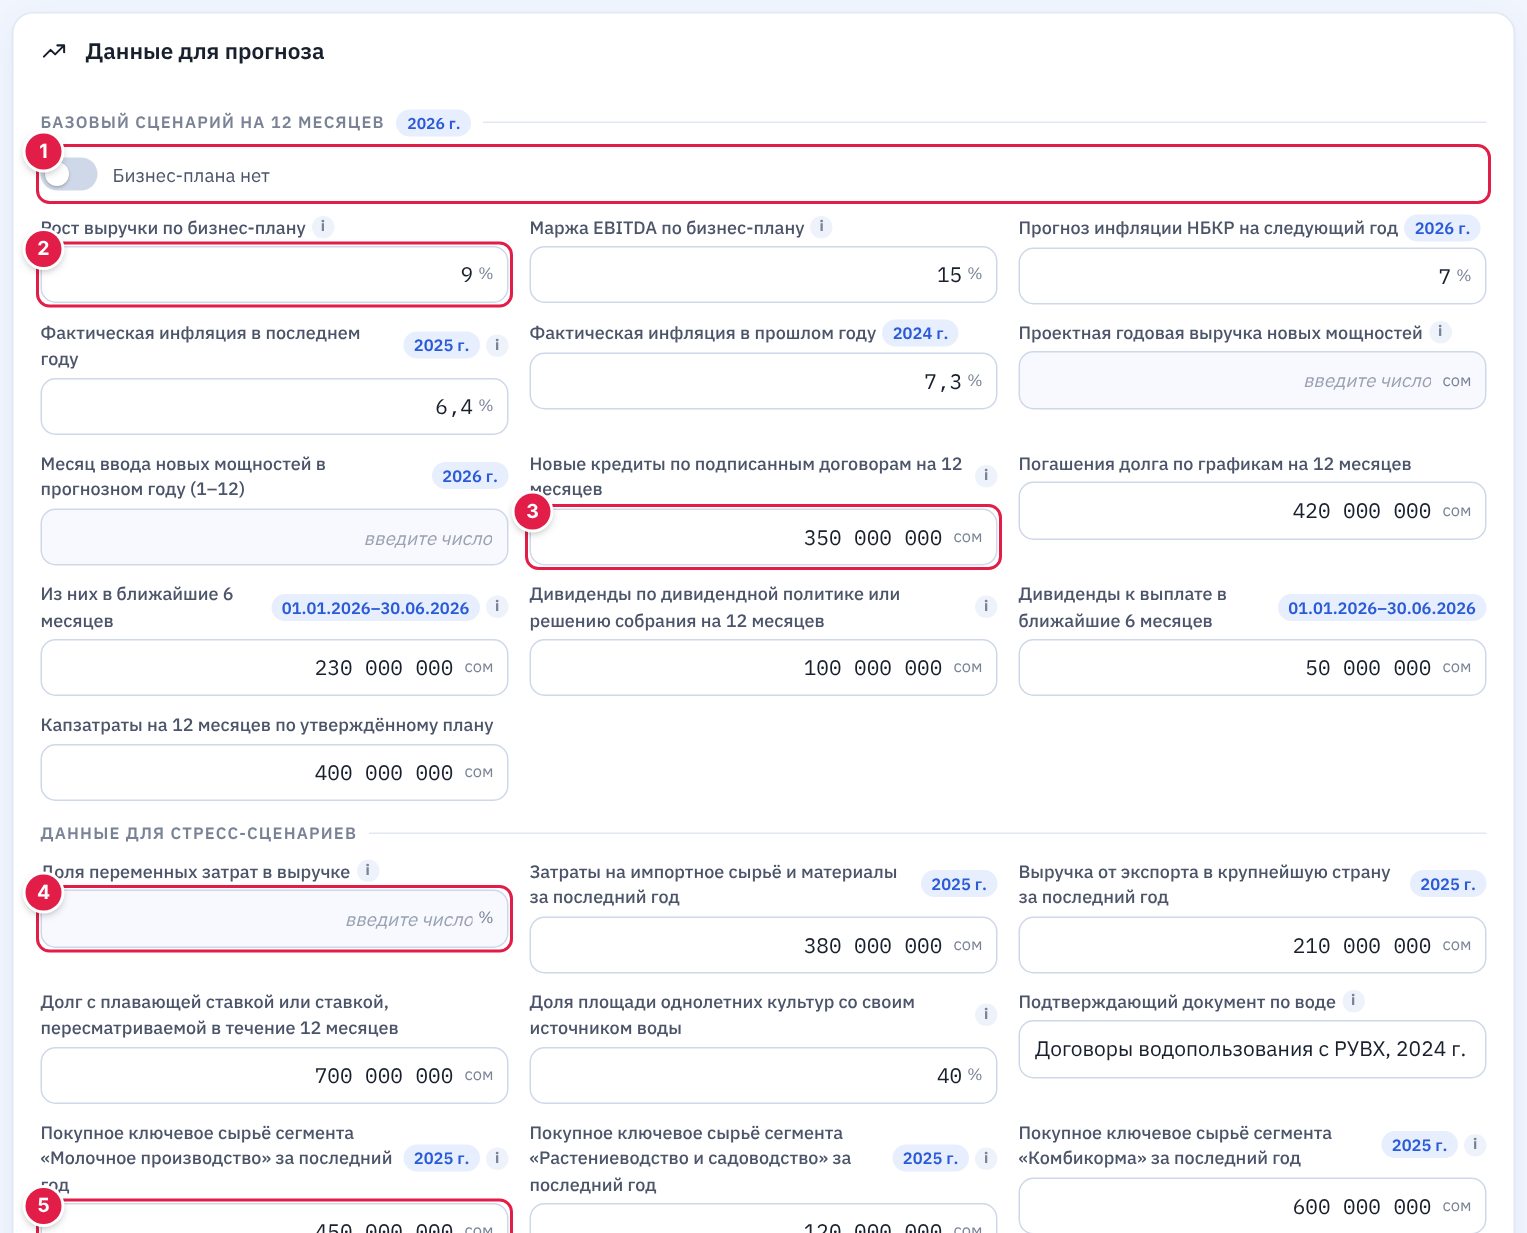 Данные для прогноза
БАЗОВЫЙ СЦЕНАРИЙ НА 12 МЕСЯЦЕВ 2026 г.
1
Бизнес-плана нет
Рост выручки по бизнес-плану i
Маржа EBITDA по бизнес-плану i
Прогноз инфляции НБКР на следующий год 2026 г.
2
9 %
15 %
7 %
Фактическая инфляция в последнем
году
2025 г. i
Фактическая инфляция в прошлом году 2024 г.
Проектная годовая выручка новых мощностей i
6,4 %
7,3 %
введите число сом
Месяц ввода новых мощностей в
прогнозном году (1–12)
2026 г.
Новые кредиты по подписанным договорам на 12
месяцев
i
Погашения долга по графикам на 12 месяцев
введите число
3
350 000 000 сом
420 000 000 сом
Из них в ближайшие 6
месяцев
01.01.2026–30.06.2026 i
Дивиденды по дивидендной политике или
решению собрания на 12 месяцев
i
Дивиденды к выплате в
ближайшие 6 месяцев
01.01.2026–30.06.2026
230 000 000 сом
100 000 000 сом
50 000 000 сом
Капзатраты на 12 месяцев по утверждённому плану
400 000 000 сом
ДАННЫЕ ДЛЯ СТРЕСС-СЦЕНАРИЕВ
Доля переменных затрат в выручке i
Затраты на импортное сырьё и материалы
за последний год
2025 г.
Выручка от экспорта в крупнейшую страну
за последний год
2025 г.
4
введите число %
380 000 000 сом
210 000 000 сом
Долг с плавающей ставкой или ставкой,
пересматриваемой в течение 12 месяцев
Доля площади однолетних культур со своим
источником воды
i
Подтверждающий документ по воде i
700 000 000 сом
40 %
Договоры водопользования с РУВХ, 2024 г.
Покупное ключевое сырьё сегмента
«Молочное производство» за последний
год
2025 г. i
Покупное ключевое сырьё сегмента
«Растениеводство и садоводство» за
последний год
2025 г. i
Покупное ключевое сырьё сегмента
«Комбикорма» за последний год
2025 г. i
5
450 000 000 сом
120 000 000 сом
600 000 000 сом